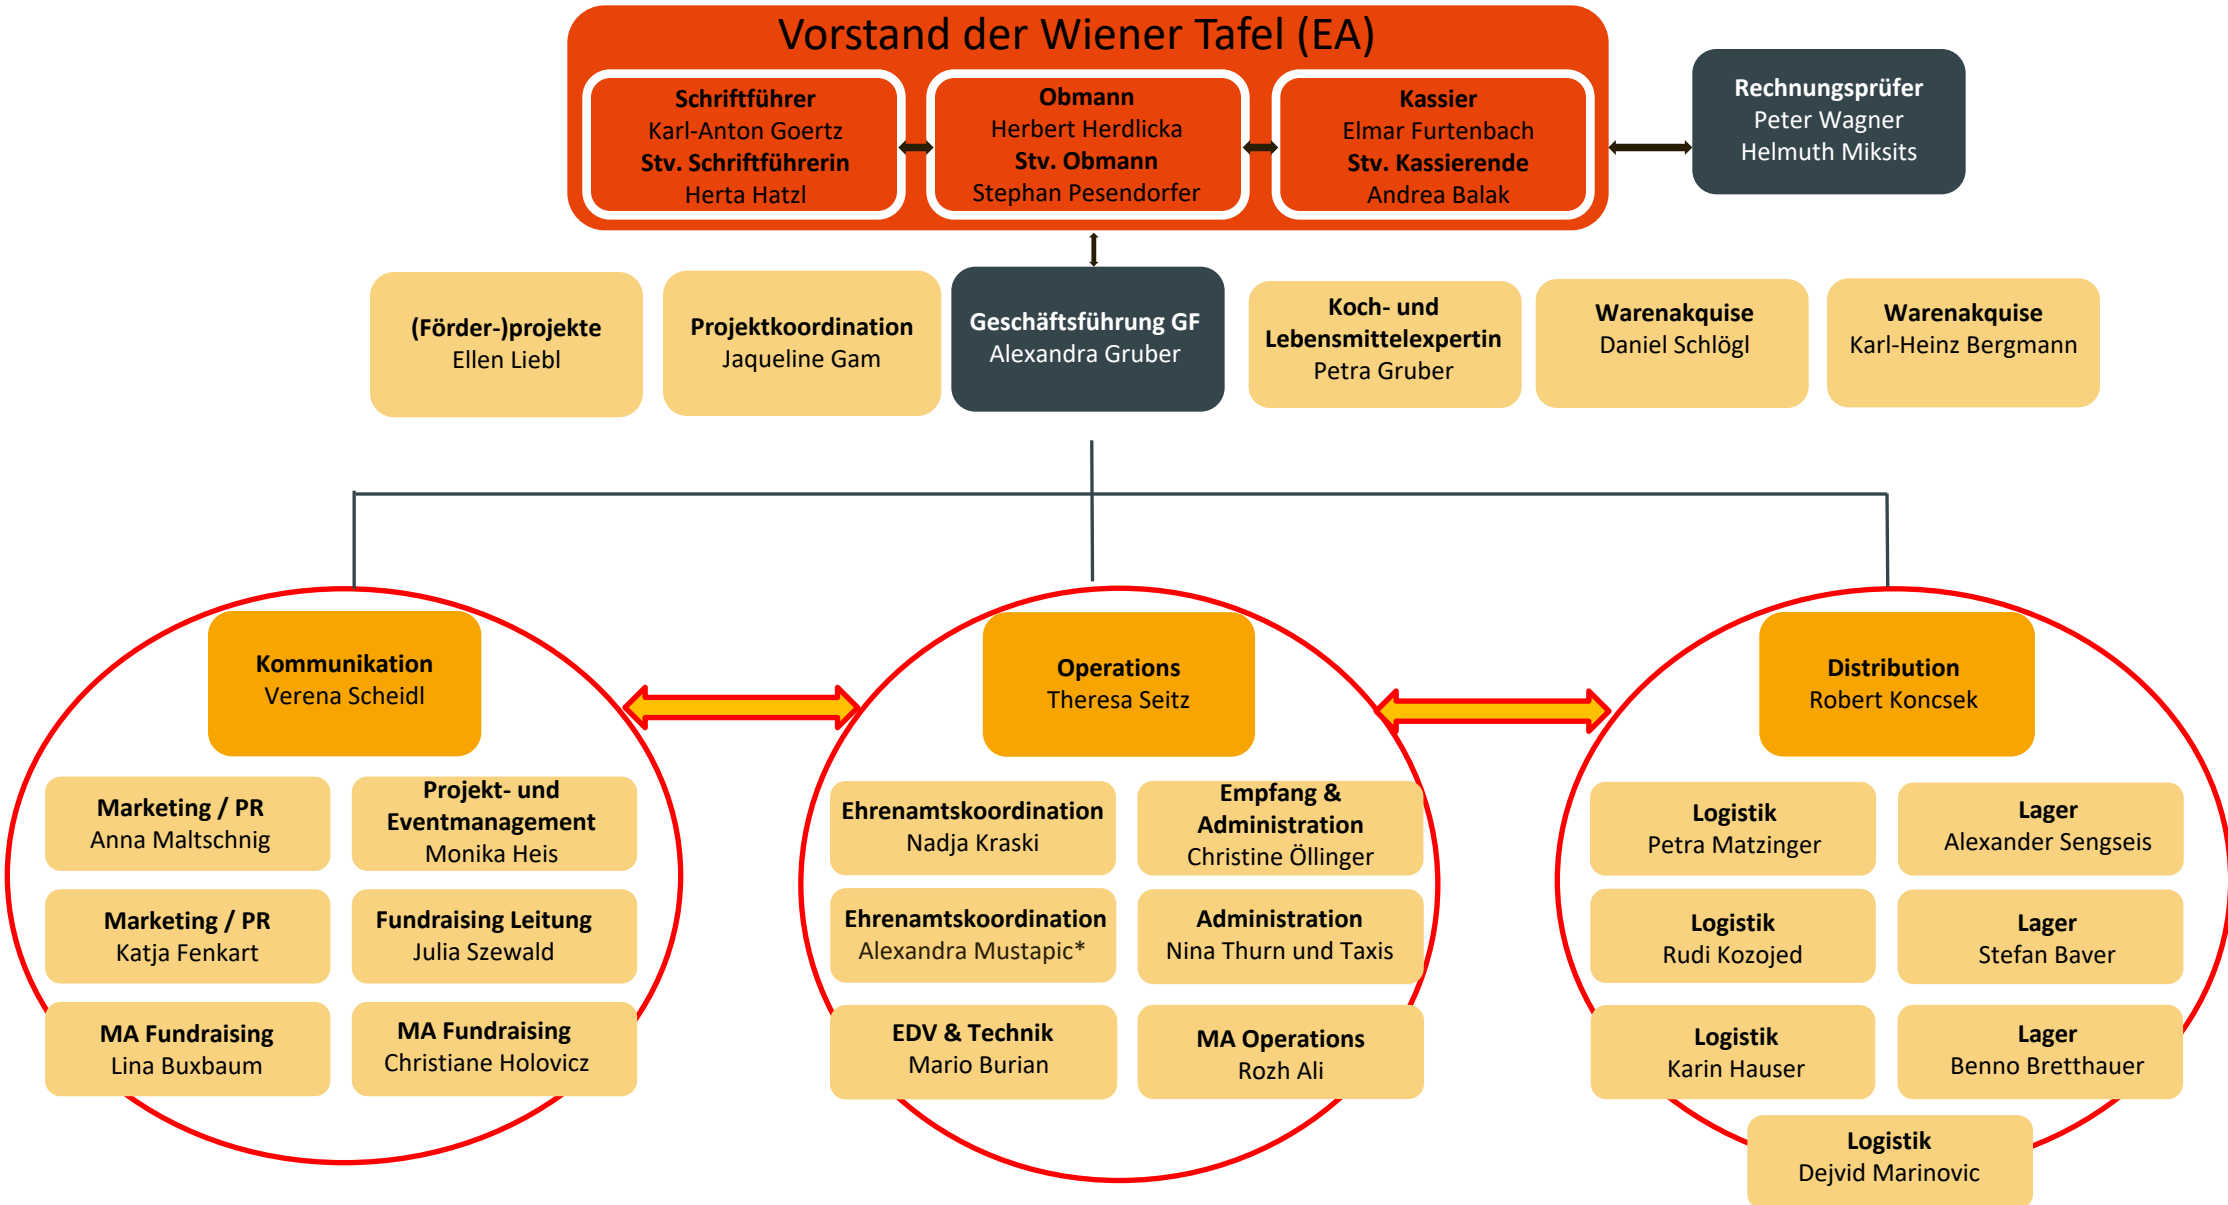 Vorstand der Wiener Tafel (EA)
Schriftführer
Karl-Anton Goertz
Stv. Schriftführerin
Herta Hatzl
Obmann
Herbert Herdlicka
Stv. Obmann
Stephan Pesendorfer
Kassier
Elmar Furtenbach
Stv. Kassierende
Andrea Balak
Rechnungsprüfer
Peter Wagner
Helmuth Miksits
(Förder-)projekte
Ellen Liebl
Projektkoordination
Jaqueline Gam
Geschäftsführung GF
Alexandra Gruber
Koch- und
Lebensmittelexpertin
Petra Gruber
Warenakquise
Daniel Schlögl
Warenakquise
Karl-Heinz Bergmann
Kommunikation
Verena Scheidl
Marketing / PR
Anna Maltschnig
Projekt- und
Eventmanagement
Monika Heis
Marketing / PR
Katja Fenkart
Fundraising Leitung
Julia Szewald
MA Fundraising
Lina Buxbaum
MA Fundraising
Christiane Holovicz
Operations
Theresa Seitz
Ehrenamtskoordination
Nadja Kraski
Empfang &
Administration
Christine Öllinger
Ehrenamtskoordination
Alexandra Mustapic*
Administration
Nina Thurn und Taxis
EDV & Technik
Mario Burian
MA Operations
Rozh Ali
Distribution
Robert Koncsek
Logistik
Petra Matzinger
Lager
Alexander Sengseis
Logistik
Rudi Kozojed
Lager
Stefan Baver
Logistik
Karin Hauser
Lager
Benno Bretthauer
Logistik
Dejvid Marinovic